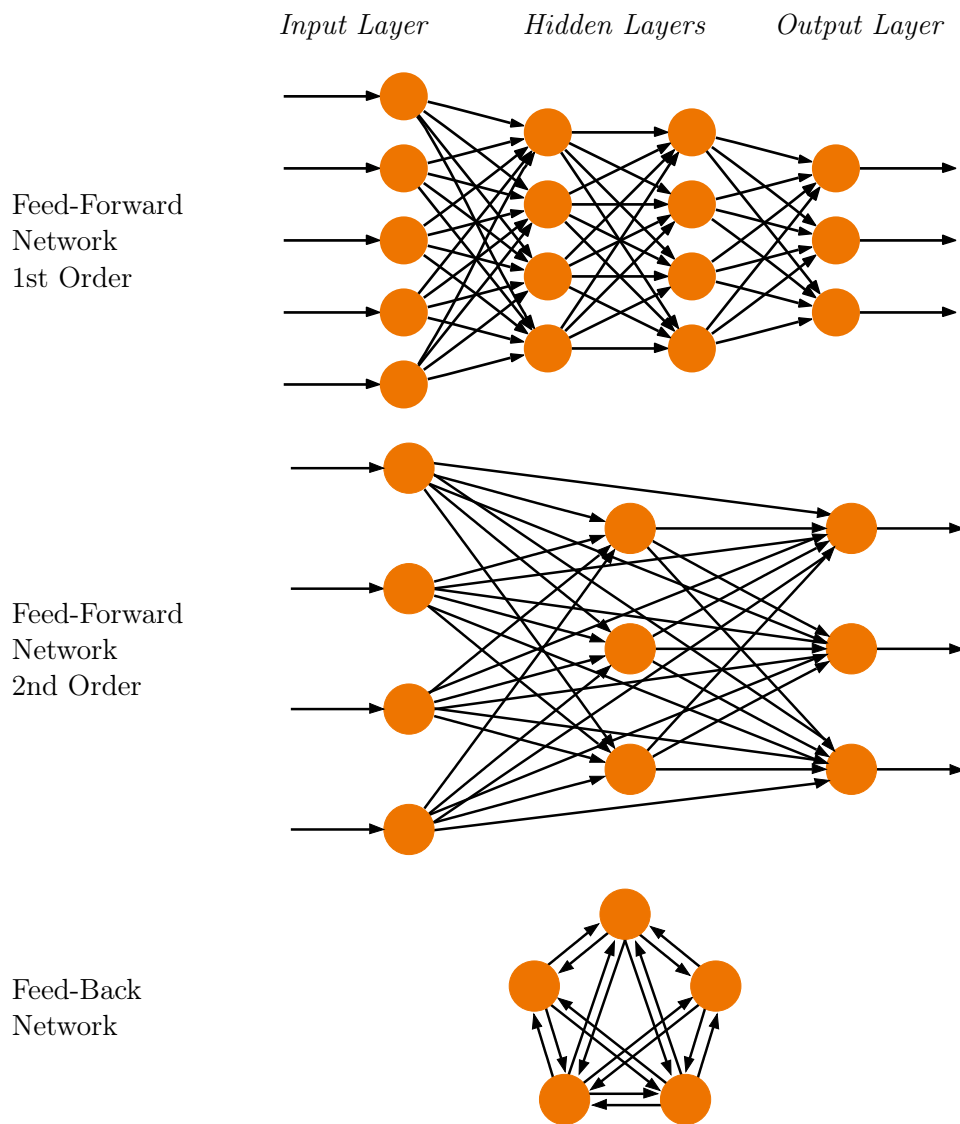 Input Layer Hidden Layers Output Layer
Feed-Forward
Network
1st Order
Feed-Forward
Network
2nd Order
Feed-Back
Network